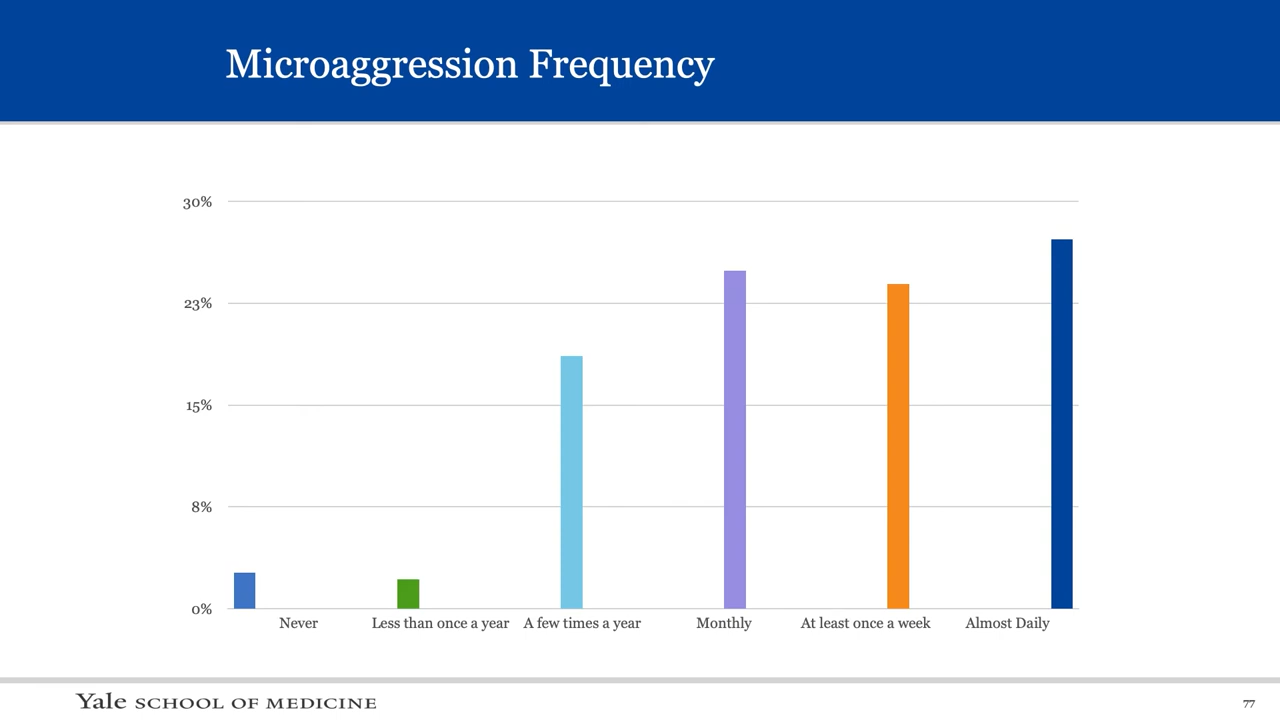 Microaggression Frequency
30%
23%
15%
8%
0%
Never Less than once a year A few times a year Monthly At least once a week Almost Daily
Yale SCHOOL OF MEDICINE
77